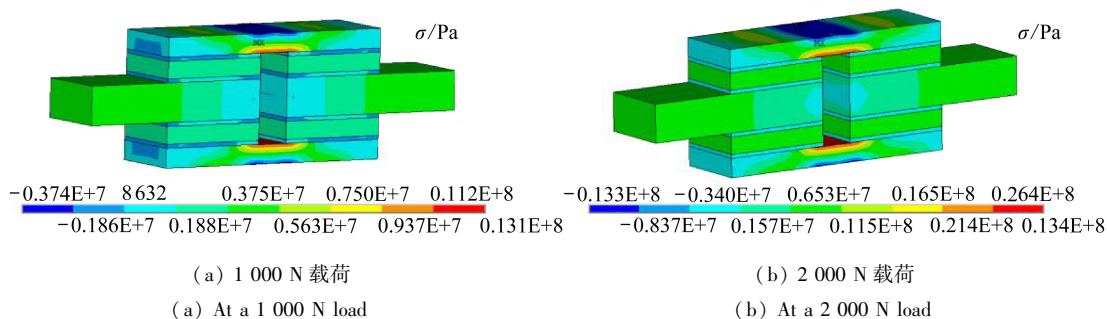 σ/Pa
σ/Pa
MX
MX
−0.374E+7 8 632 0.375E+7 0.750E+7 0.112E+8
−0.186E+7 0.188E+7 0.563E+7 0.937E+7 0.131E+8
−0.133E+8 −0.340E+7 0.653E+7 0.165E+8 0.264E+8
−0.837E+7 0.157E+7 0.115E+8 0.214E+8 0.134E+8
(a) 1 000 N 载荷
(a) At a 1 000 N load
(b) 2 000 N 载荷
(b) At a 2 000 N load